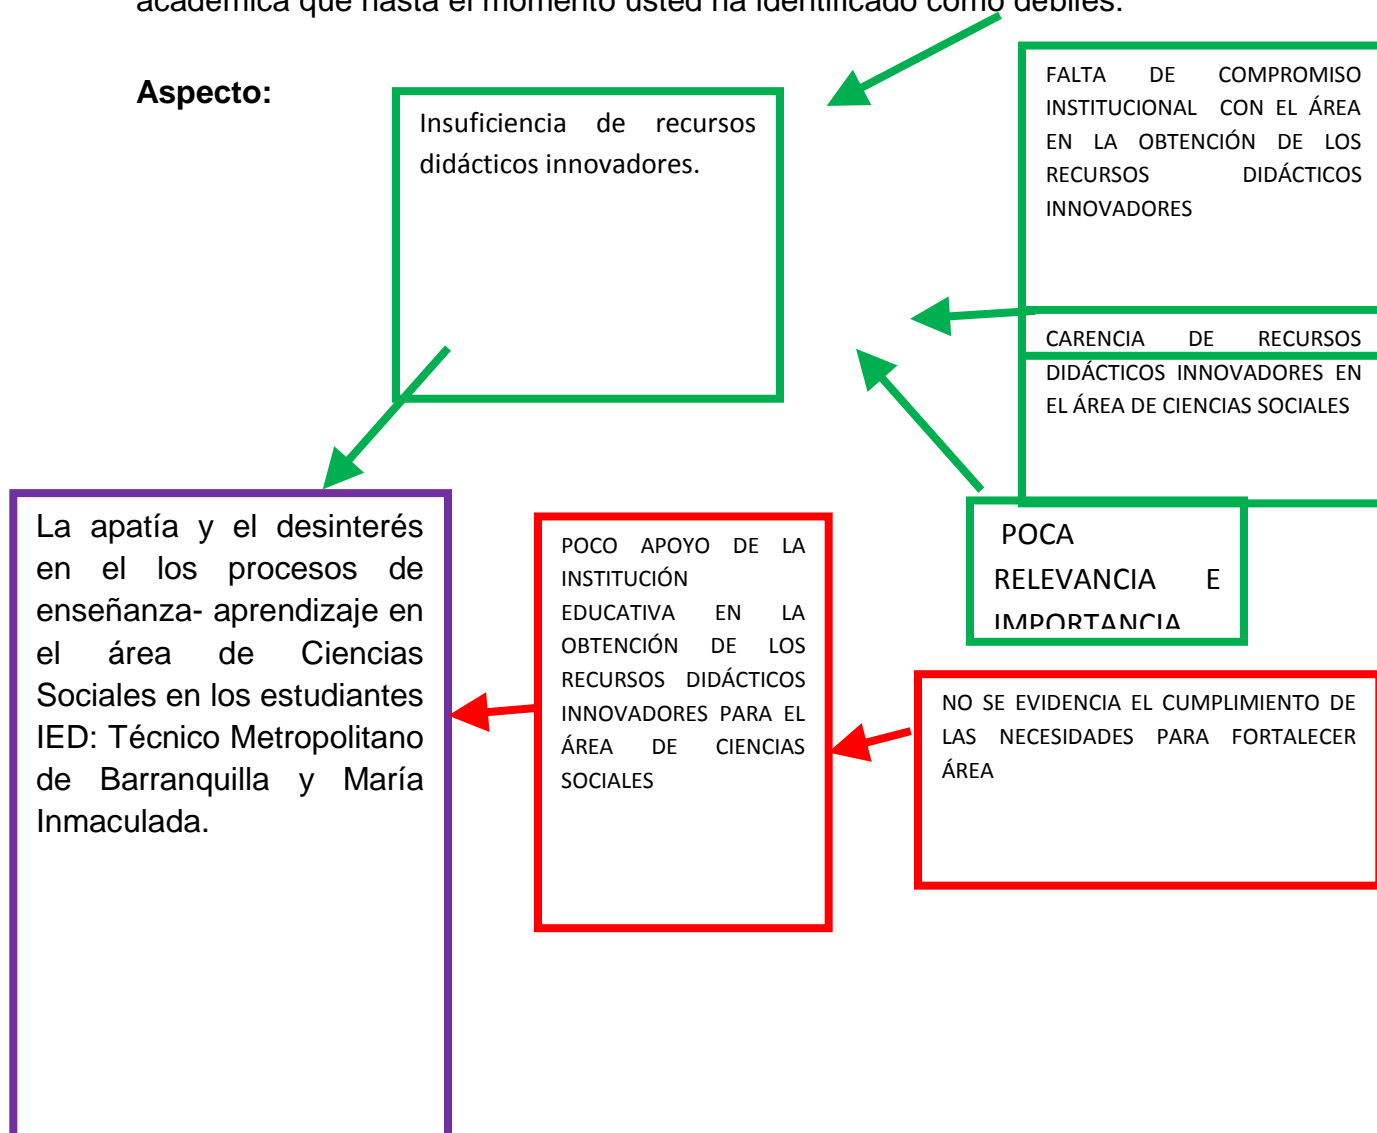 académica que hasta el momento usted ha identificado como débiles.
Aspecto:
Insuficiencia de recursos
didácticos innovadores.
FALTA DE COMPROMISO
INSTITUCIONAL CON EL ÁREA
EN LA OBTENCIÓN DE LOS
RECURSOS DIDÁCTICOS
INNOVADORES
CARENCIA DE RECURSOS
DIDÁCTICOS INNOVADORES EN
EL ÁREA DE CIENCIAS SOCIALES
POCA
RELEVANCIA E
IMPORTANCIA
La apatía y el desinterés
en el los procesos de
enseñanza- aprendizaje en
el área de Ciencias
Sociales en los estudiantes
IED: Técnico Metropolitano
de Barranquilla y María
Inmaculada.
POCO APOYO DE LA
INSTITUCIÓN
EDUCATIVA EN LA
OBTENCIÓN DE LOS
RECURSOS DIDÁCTICOS
INNOVADORES PARA EL
ÁREA DE CIENCIAS
SOCIALES
NO SE EVIDENCIA EL CUMPLIMIENTO DE
LAS NECESIDADES PARA FORTALECER
ÁREA